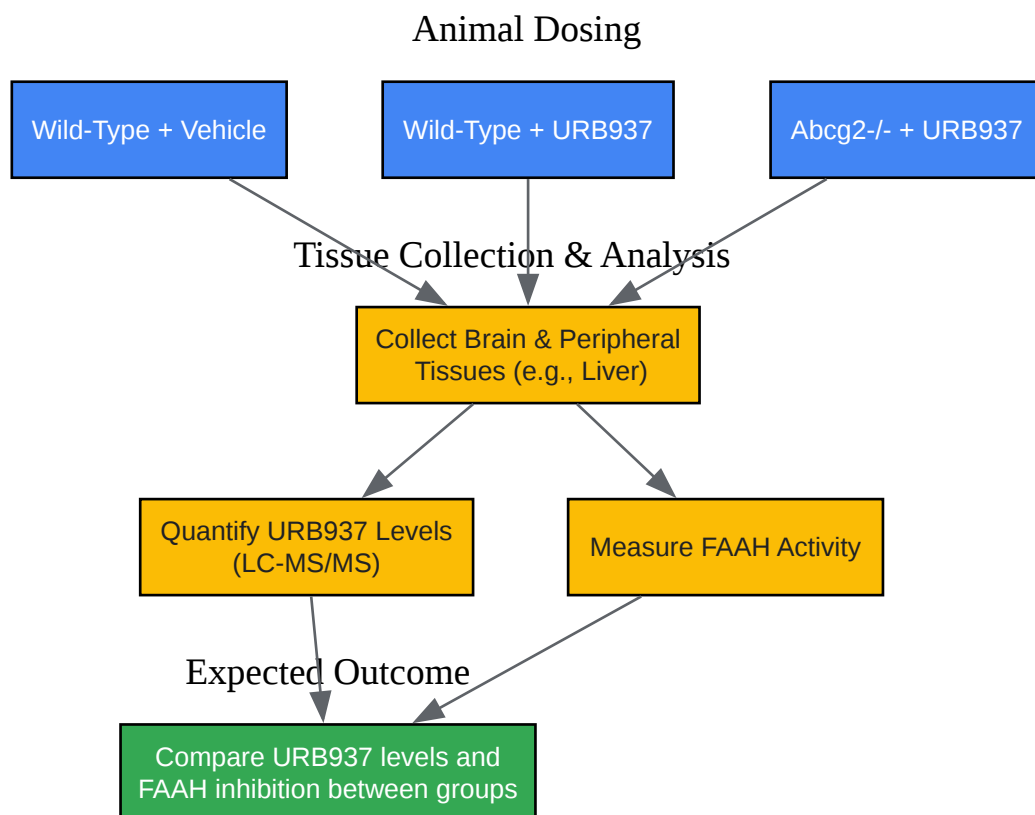 Animal Dosing
Wild-Type + Vehicle
Wild-Type + URB937
Abcg2-/- + URB937
Tissue Collection & Analysis
Collect Brain & Peripheral
Tissues (e.g., Liver)
Quantify URB937 Levels
(LC-MS/MS)
Measure FAAH Activity
Expected Outcome
Compare URB937 levels and
FAAH inhibition between groups